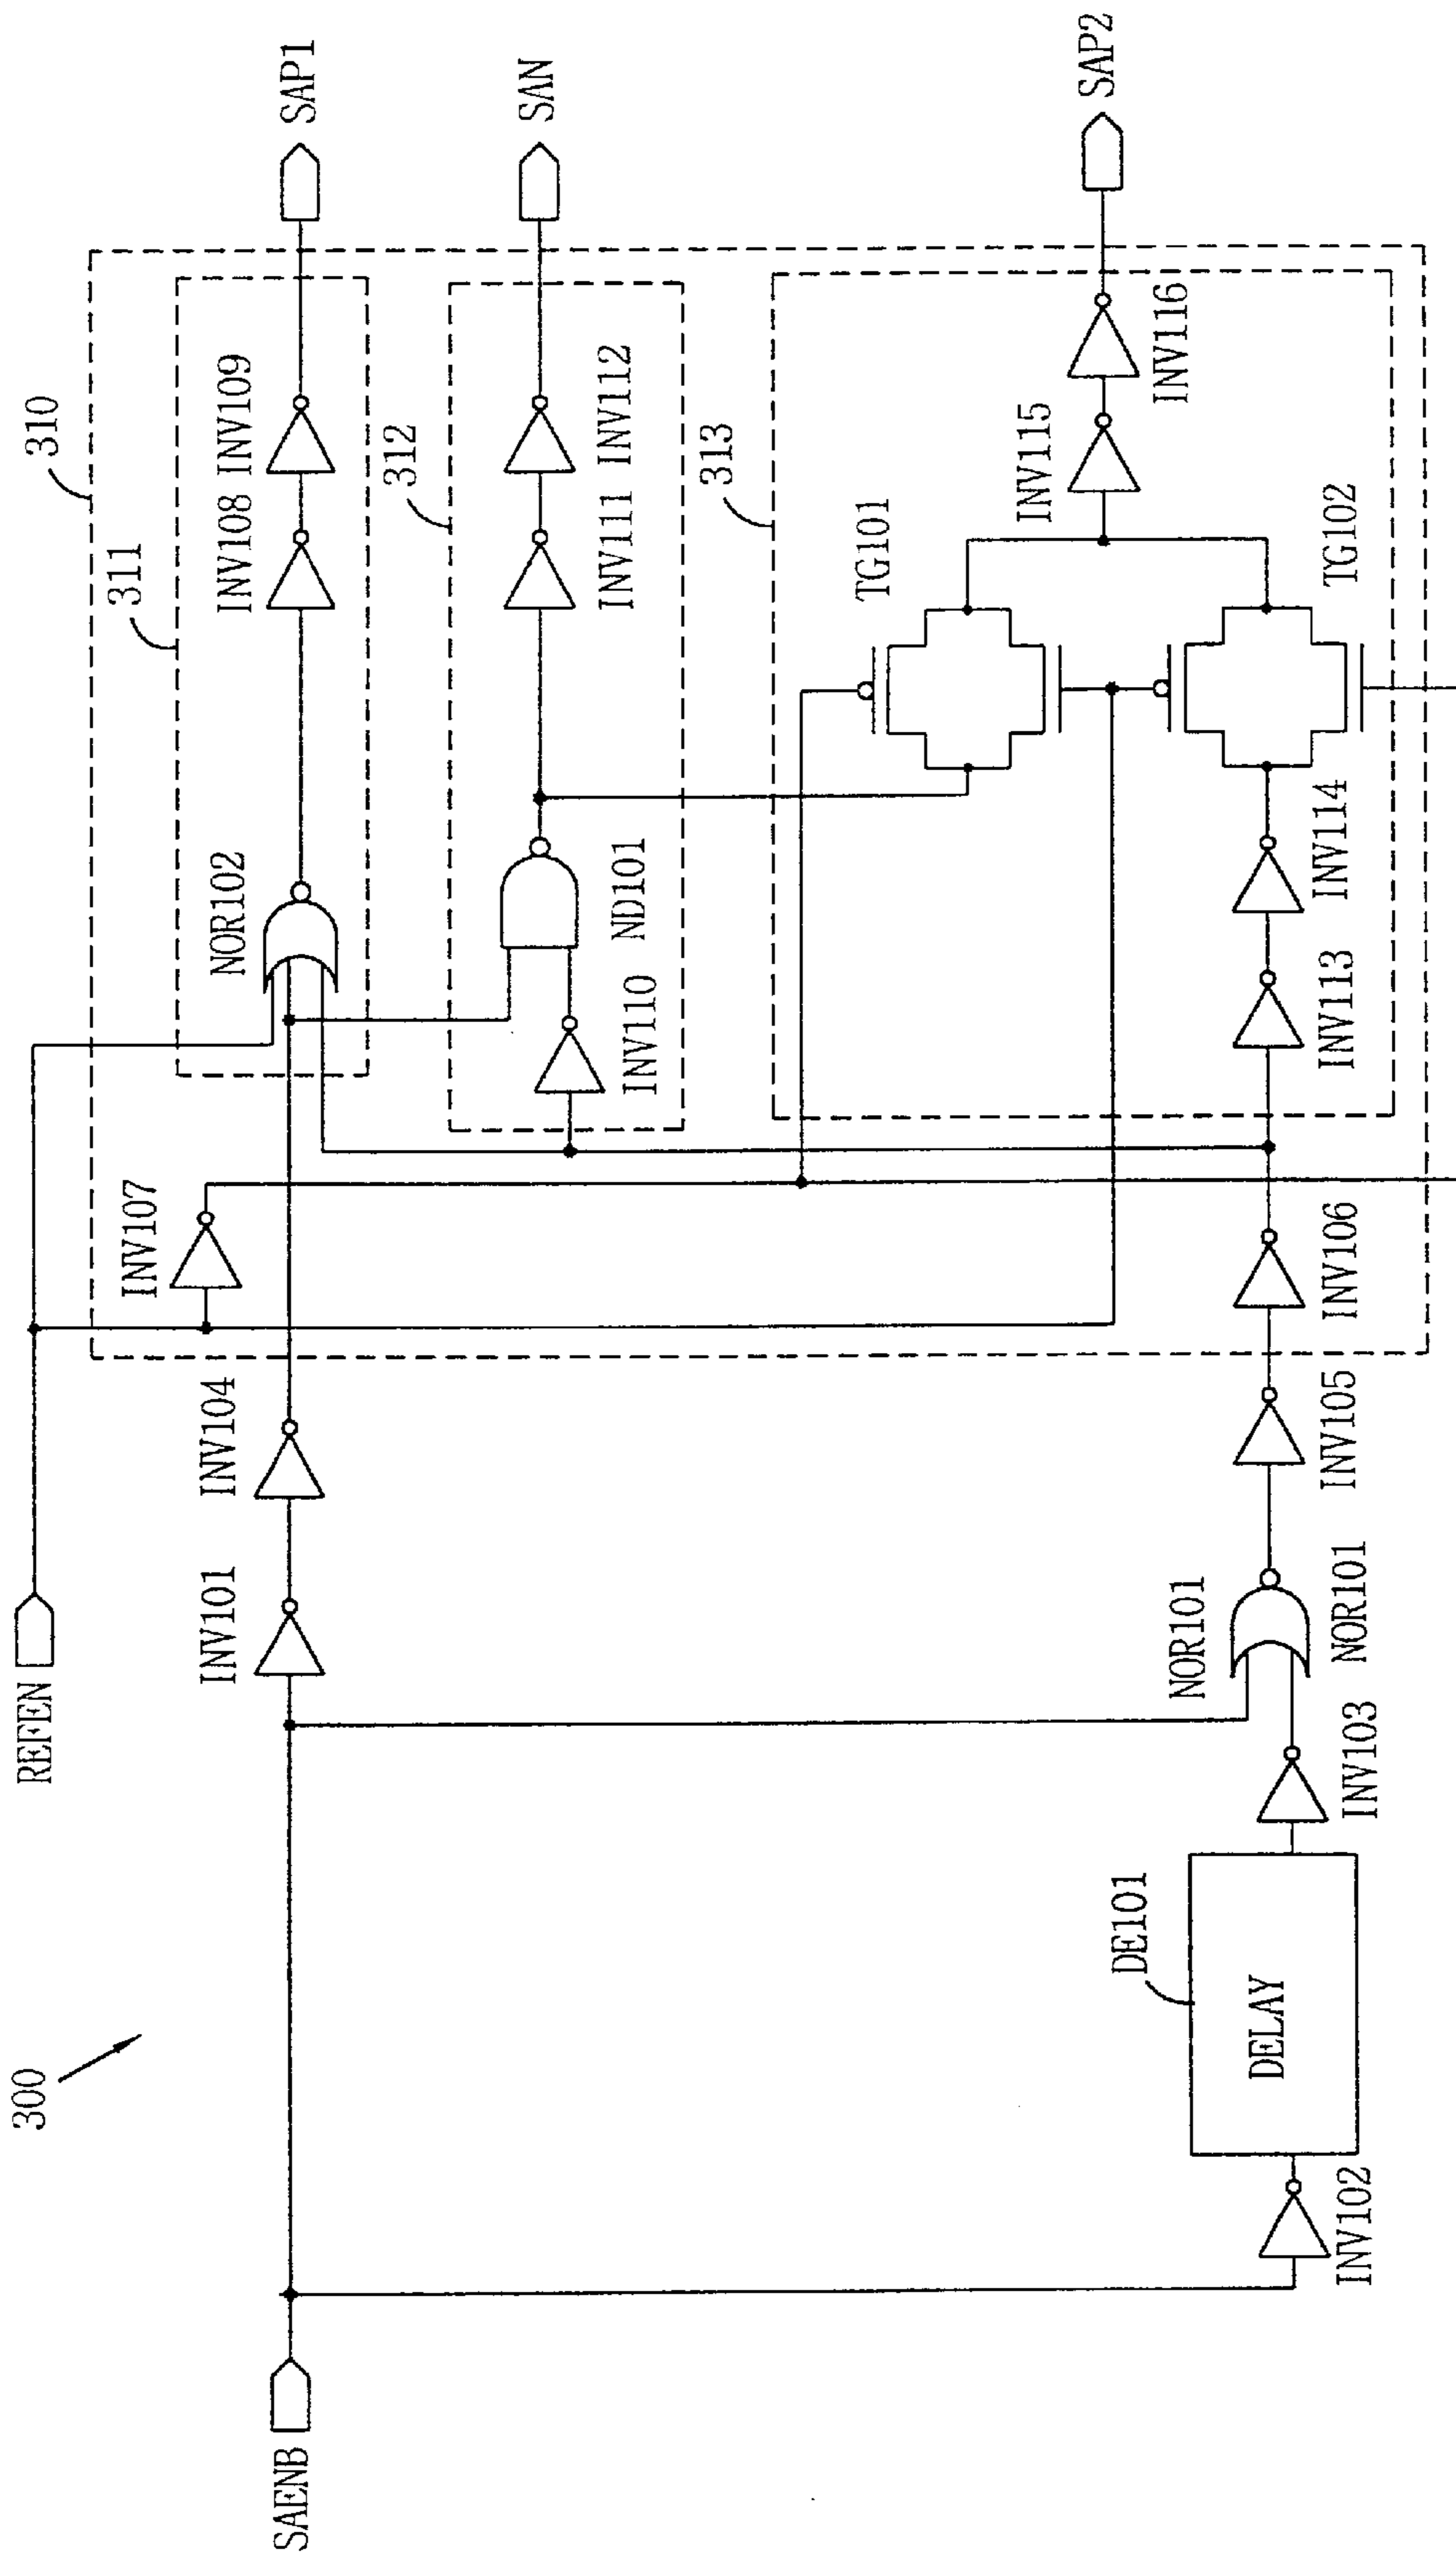 300
REFEN
310
311
SAP1
NOR102
INV108
INV109
INV107
SAENB
INV101
INV104
312
SAN
ND101
INV110
INV111
INV112
313
TG101
INV115
INV116
SAP2
TG102
DE101
DELAY
INV102
INV103
NOR101
NOR101
INV105
INV106
INV113
INV114